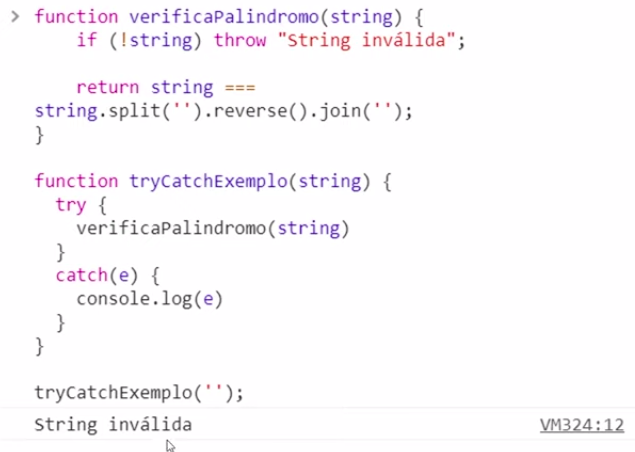 > function verificaPalindromo(string) {
if (!string) throw "String inválida";
return string ===
string.split('').reverse().join('');
}
function tryCatchExemplo(string) {
try {
verificaPalindromo(string)
}
catch(e) {
console.log(e)
}
}
tryCatchExemplo('');
String inválida VM324:12